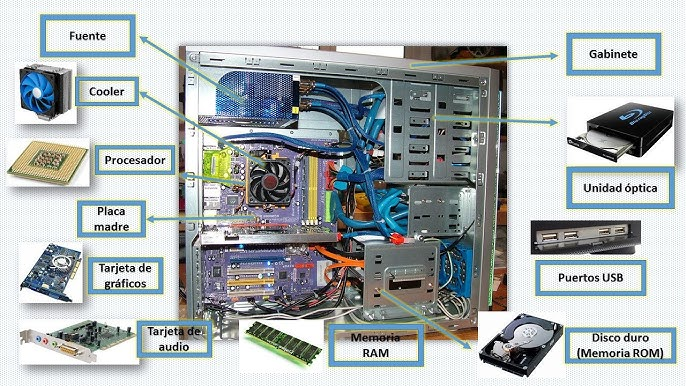 Fuente
Gabinete
Cooler
Procesador
Unidad óptica
Placa
madre
Tarjeta de
gráficos
Puertos USB
Tarjeta de
audio
Memoria
RAM
Disco duro
(Memoria ROM)